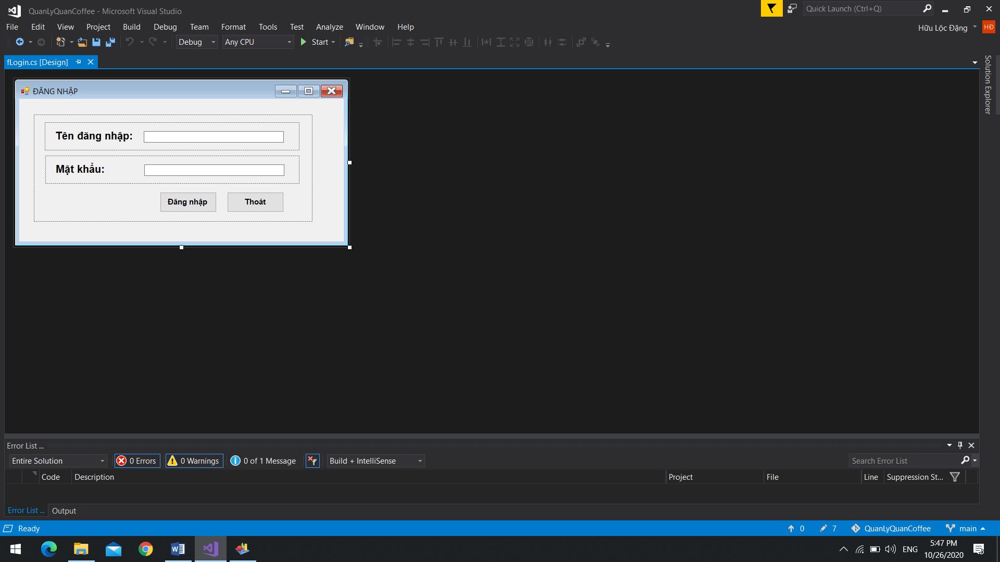 QuanLyQuanCoffee - Microsoft Visual Studio
Quick Launch (Ctrl+Q)
File Edit View Project Build Debug Team Format Tools Test Analyze Window Help
Hữu Lộc Đặng HĐ
Debug Any CPU Start
fLogin.cs [Design]
Solution Explorer
ĐĂNG NHẬP
Tên đăng nhập:
Mật khẩu:
Đăng nhập Thoát
Error List ...
Entire Solution 0 Errors 0 Warnings 0 of 1 Message Build + IntelliSense Search Error List
Code Description Project File Line Suppression St...
Error List ... Output
Ready 0 7 QuanLyQuanCoffee main
ENG 5:47 PM
10/26/2020